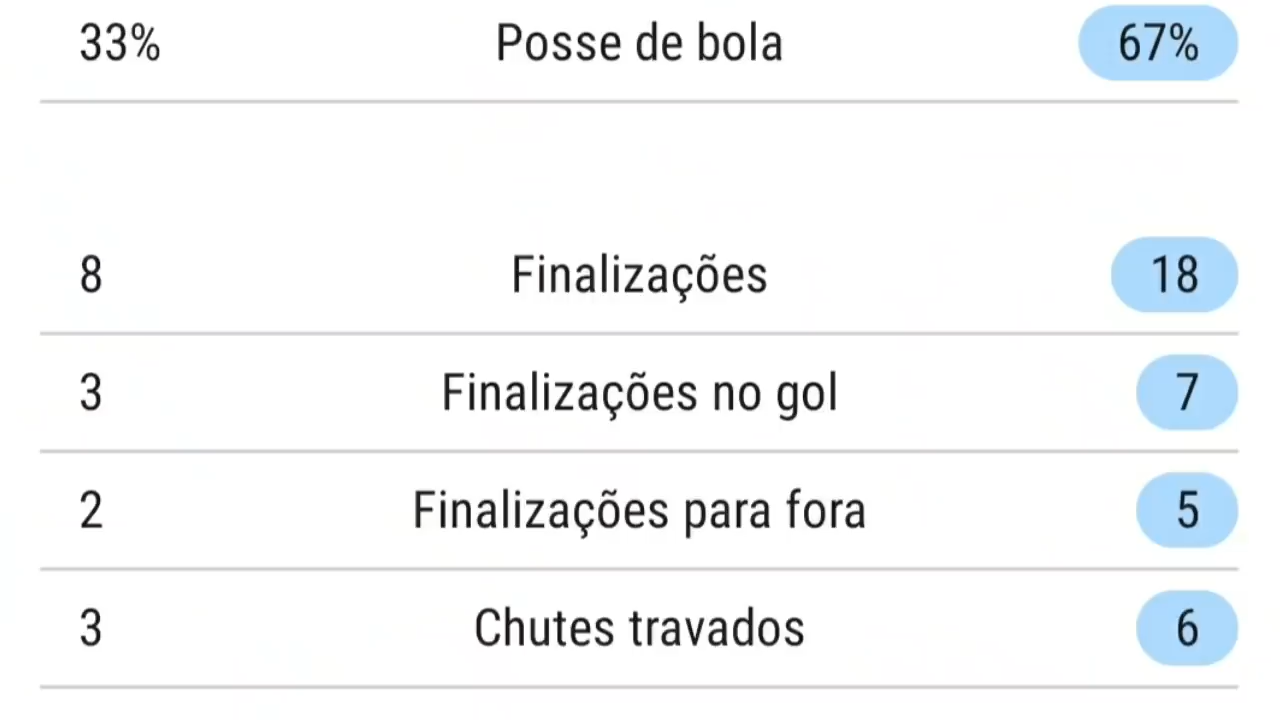 33% Posse de bola 67%
8 Finalizações 18
3 Finalizações no gol 7
2 Finalizações para fora 5
3 Chutes travados 6